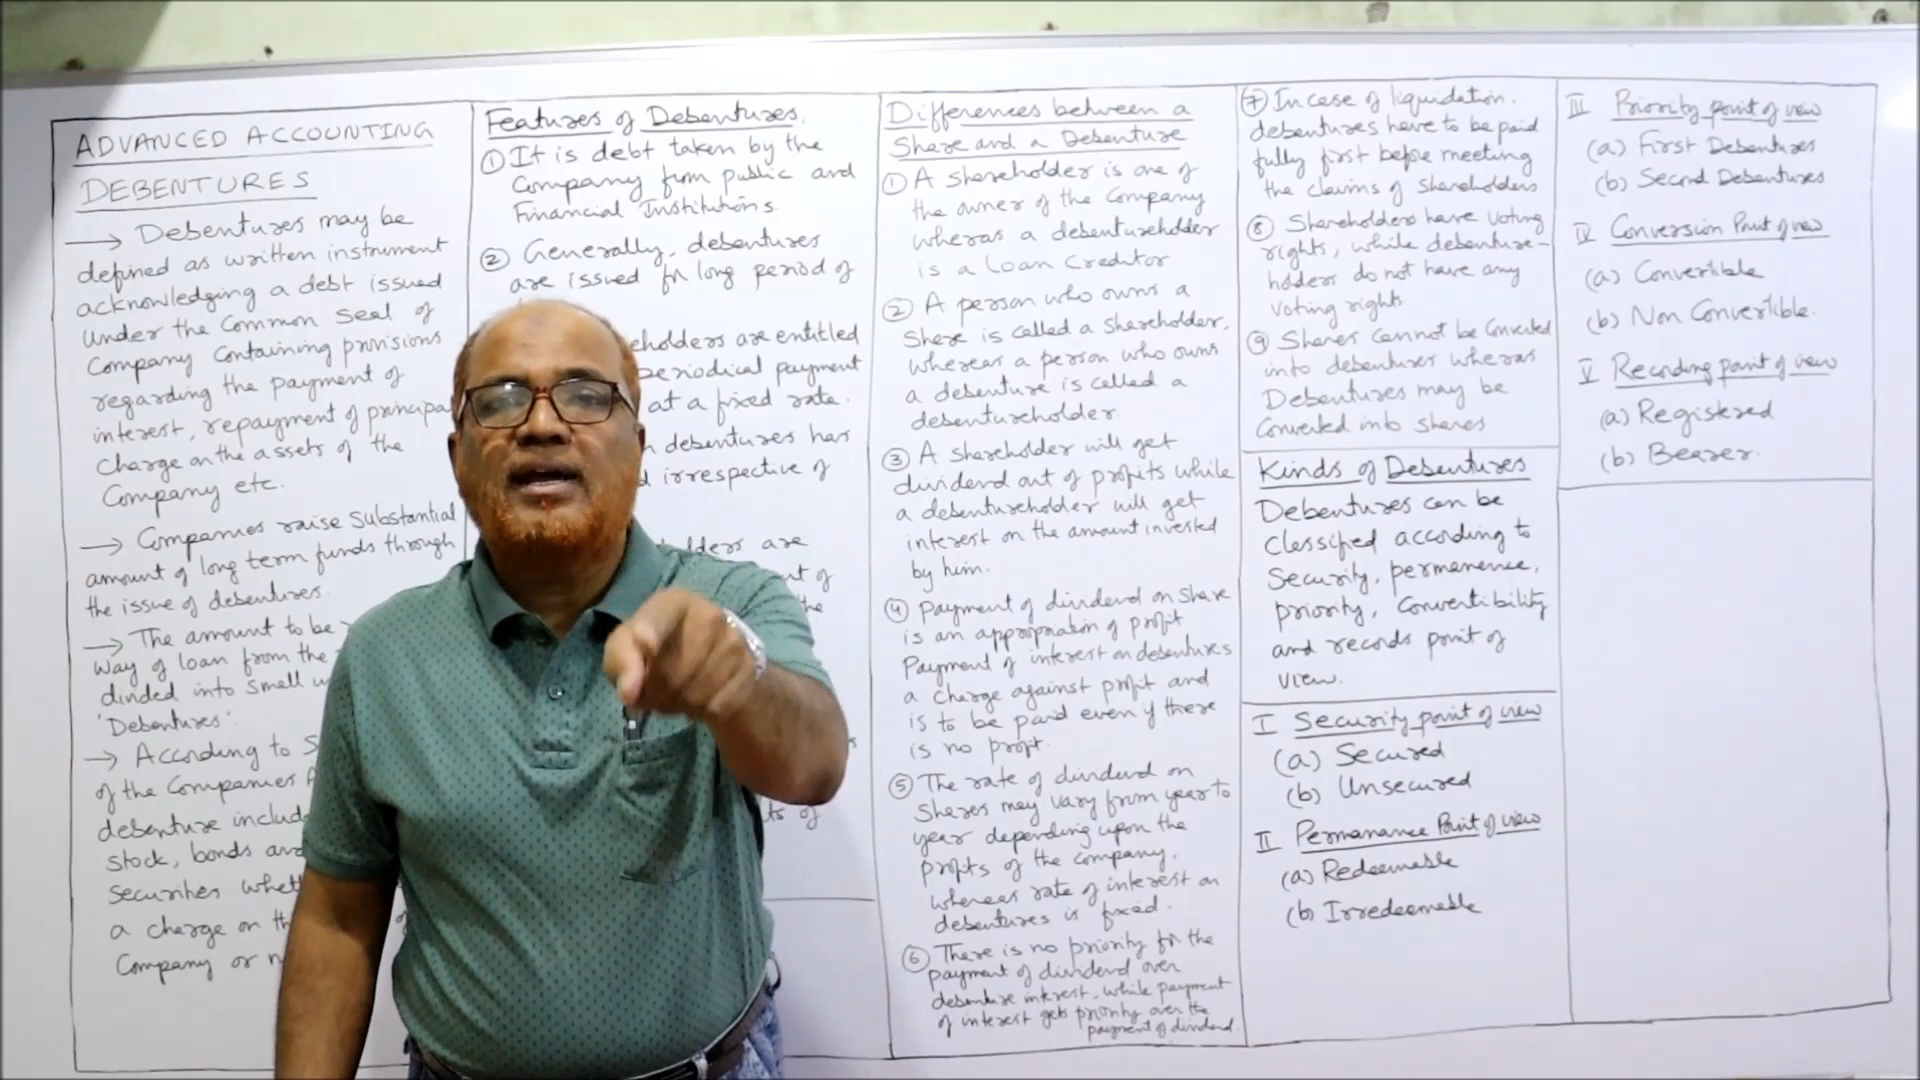 ADVANCED ACCOUNTING
DEBENTURES
→ Debentures may be
defined as written instrument
acknowledging a debt issued
Under the Common Seal of
Company Containing provisions
regarding the payment of
interest, repayment of principa
charge on the assets of the
Company etc.
→ Companies raise substantial
amount of long term funds through
the issue of debentures.
→ The amount to be
way of loan from the
divided into small
'Debentures'.
→ According to
of the Companies
debenture
stock, bonds and
Securities
a charge on
Company or
Features of Debentures.
① It is debt taken by the
Company from public and
Financial Institutions.
② Generally, debentures
are issued for long period of
eholders are entitled
periodical payment
at a fixed rate.
debentures has
irrespective of
holders are
of
the
of
Differences between a
Share and a Debenture
① A shareholder is one of
the owner of the Company
wheras a debentureholder
is a Loan Creditor
② A person who owns a
Share is called a Shareholder,
whereas a person who owns
a debenture is called a
debentureholder
③ A shareholder will get
dividend out of profits while
a debentureholder will get
interest on the amount invested
by him.
④ Payment of dividend on share
is an appropriation of profit
Payment of interest on debentures
a charge against profit and
is to be paid even if there
is no profit.
⑤ The rate of dividend on
Shares may vary from year to
year depending upon the
profits of the company.
whereas rate of interest on
debentures is fixed.
⑥ There is no priority for the
payment of dividend over
debenture interest, while payment
of interest gets priority over the
payment of dividend
⑦ In case of liquidation.
debentures have to be paid
fully first before meeting
the claims of shareholders
⑧ Shareholders have voting
rights, while debenture-
holders do not have any
voting rights
⑨ Shares cannot be Converted
into debentures wheras
Debentures may be
Converted into shares
Kinds of Debentures
Debentures can be
Classified according to
Security, permanence,
priority, Convertibility
and records point of
view.
I Security point of view
(a) Secured
(b) Unsecured
II Permanance Point of view
(a) Redeemable
(b) Irredeemable
III Priority point of view
(a) First Debentures
(b) Second Debentures
IV Conversion Point of view
(a) Convertible
(b) Non Convertible.
V Recording point of view
(a) Registered
(b) Bearer.